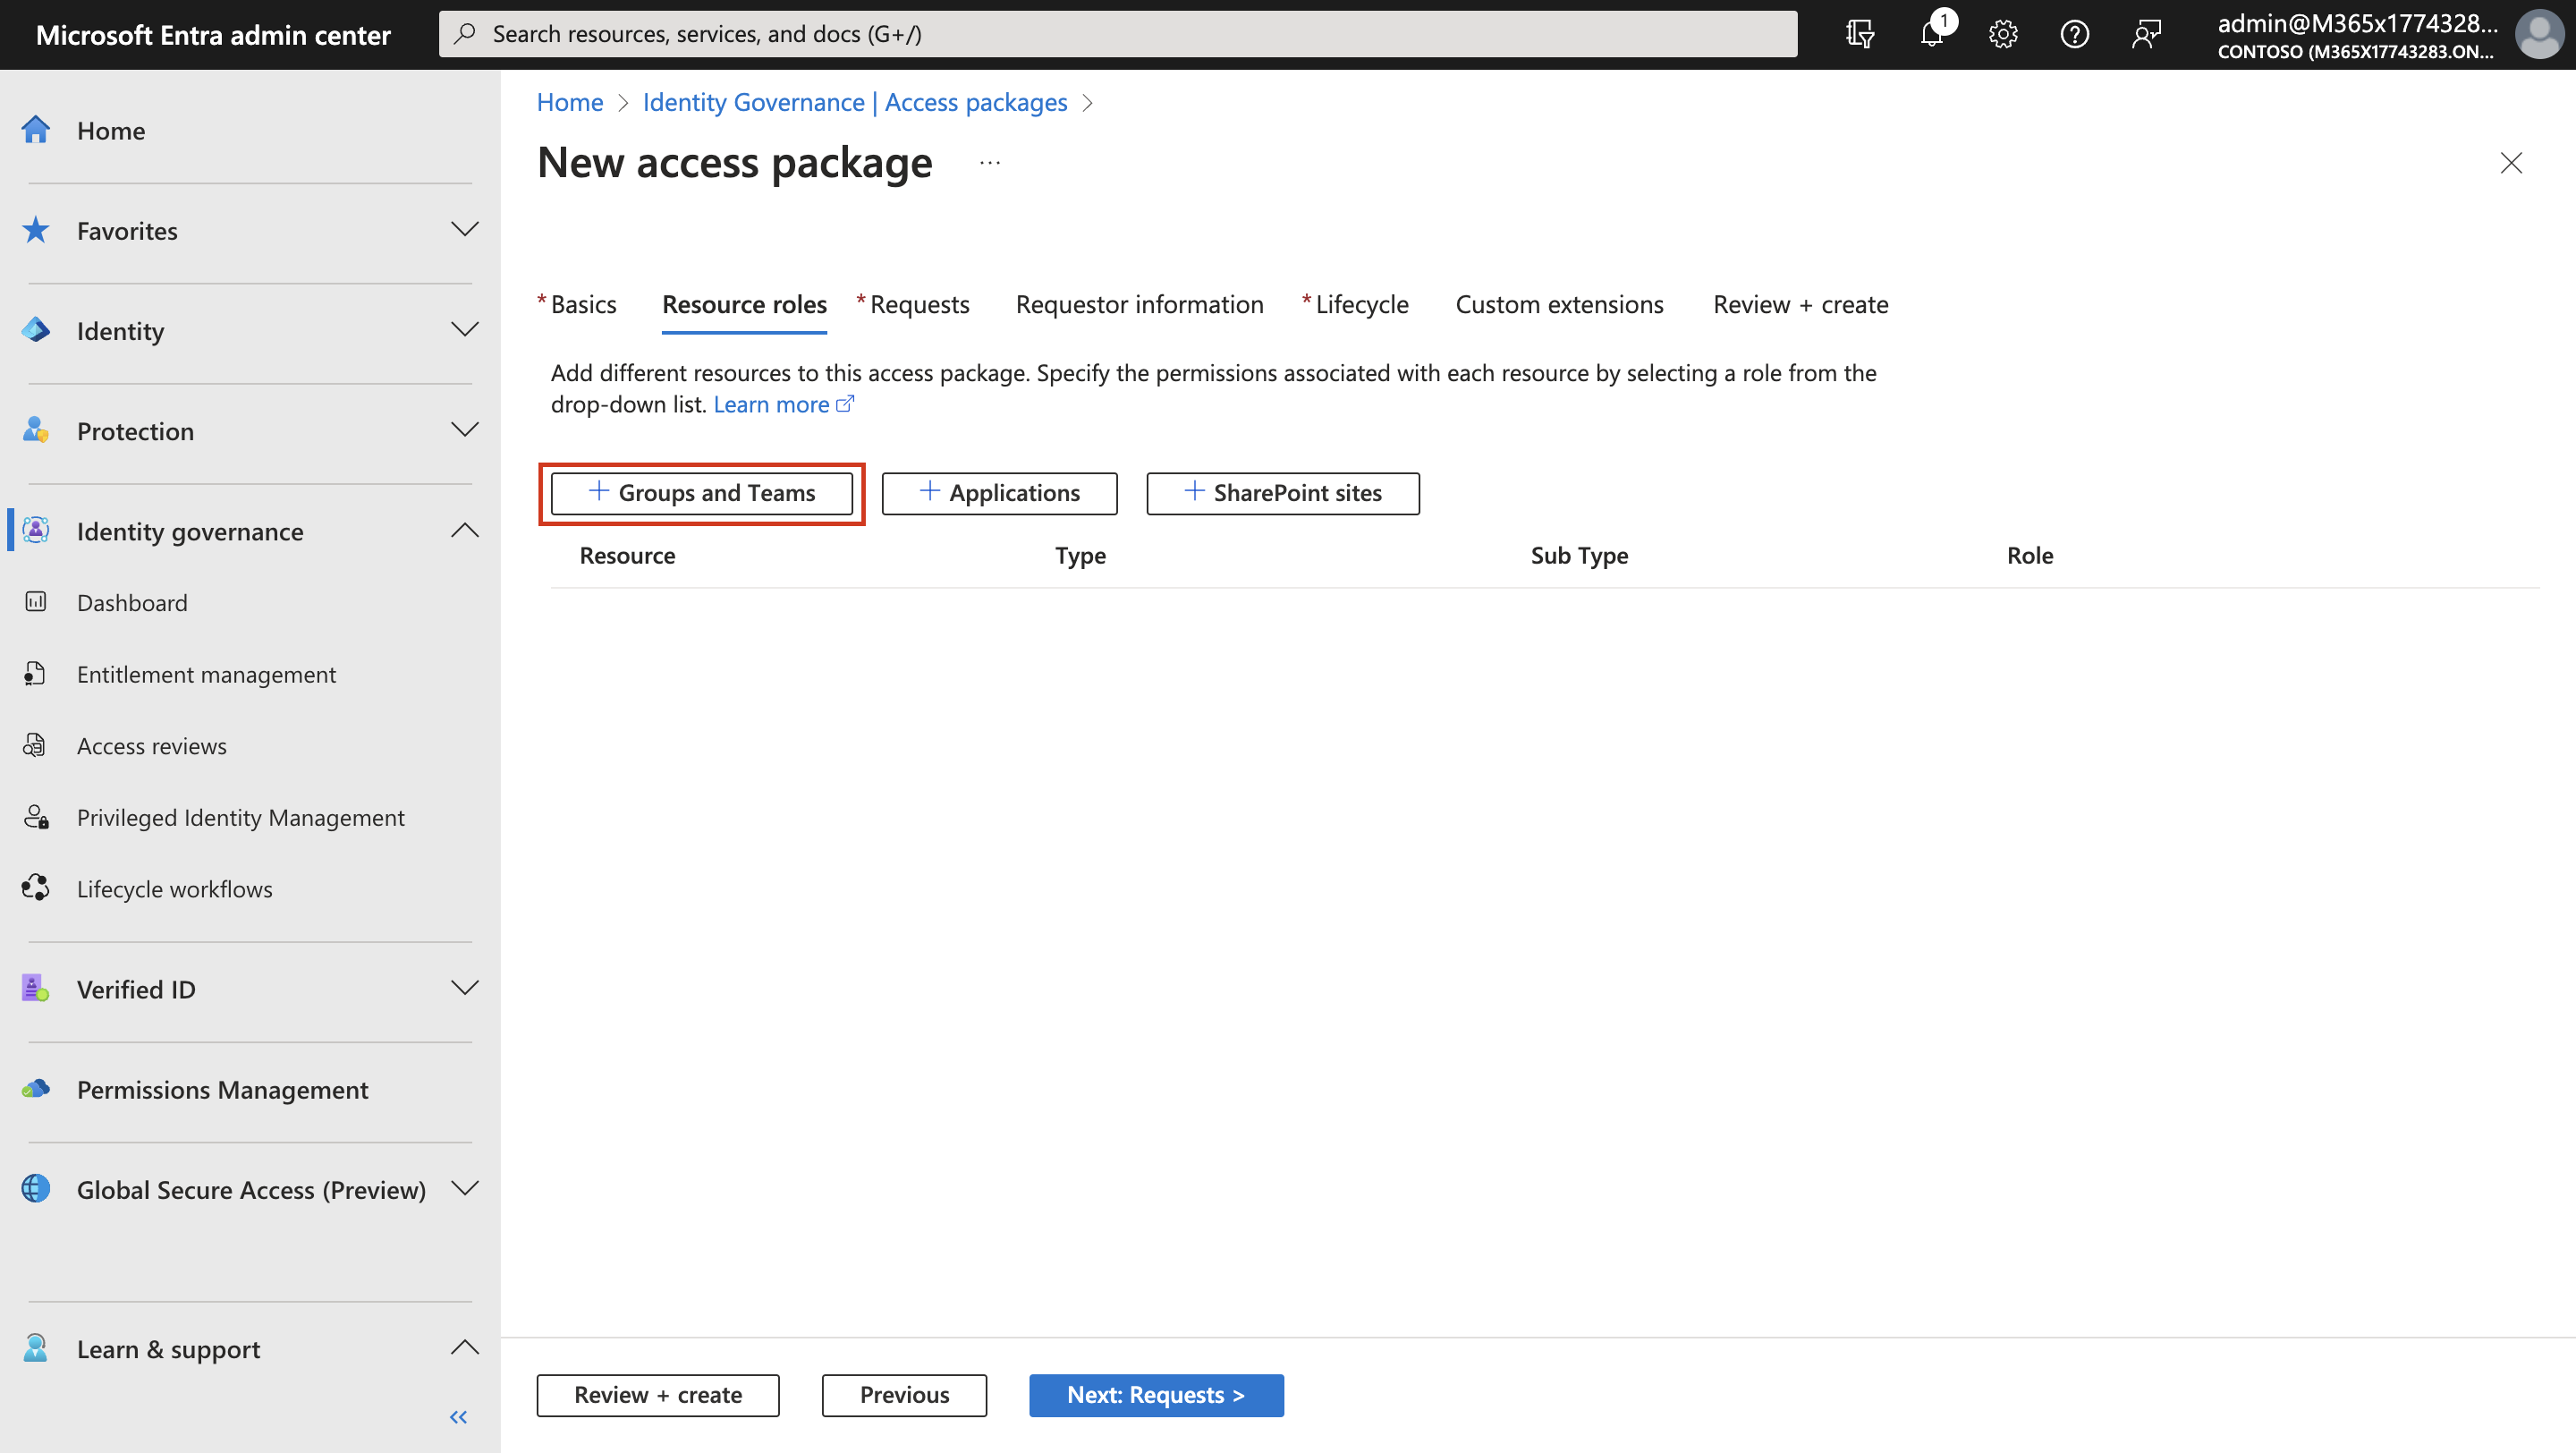 Microsoft Entra admin center
Search resources, services, and docs (G+/)
1
admin@M365x1774328...
CONTOSO (M365X17743283.ON...
Home
Favorites
Identity
Protection
Identity governance
Dashboard
Entitlement management
Access reviews
Privileged Identity Management
Lifecycle workflows
Verified ID
Permissions Management
Global Secure Access (Preview)
Learn & support
Home > Identity Governance | Access packages >
New access package ...
* Basics Resource roles * Requests Requestor information * Lifecycle Custom extensions Review + create
Add different resources to this access package. Specify the permissions associated with each resource by selecting a role from the
drop-down list. Learn more
+ Groups and Teams + Applications + SharePoint sites
Resource Type Sub Type Role
Review + create Previous Next: Requests >